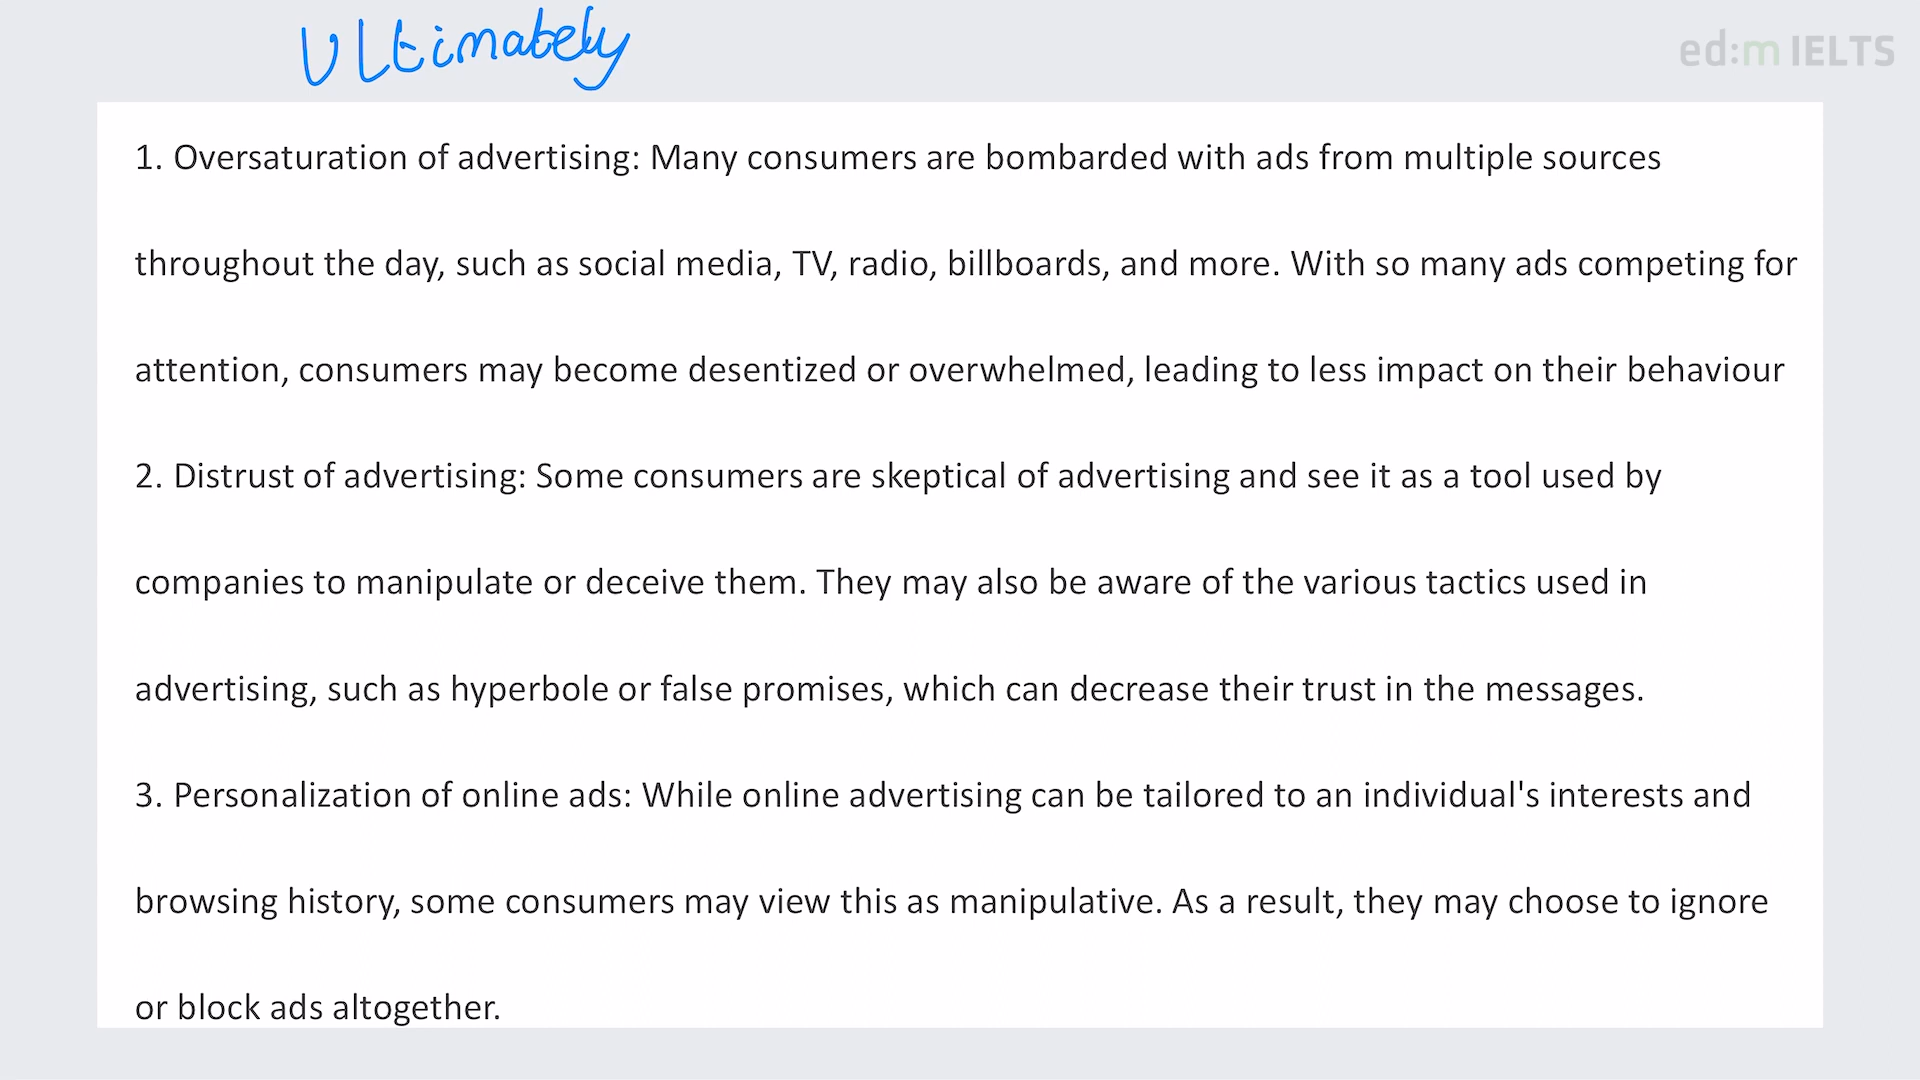 Ultimately
ed:m IELTS
1. Oversaturation of advertising: Many consumers are bombarded with ads from multiple sources
throughout the day, such as social media, TV, radio, billboards, and more. With so many ads competing for
attention, consumers may become desentized or overwhelmed, leading to less impact on their behaviour
2. Distrust of advertising: Some consumers are skeptical of advertising and see it as a tool used by
companies to manipulate or deceive them. They may also be aware of the various tactics used in
advertising, such as hyperbole or false promises, which can decrease their trust in the messages.
3. Personalization of online ads: While online advertising can be tailored to an individual's interests and
browsing history, some consumers may view this as manipulative. As a result, they may choose to ignore
or block ads altogether.